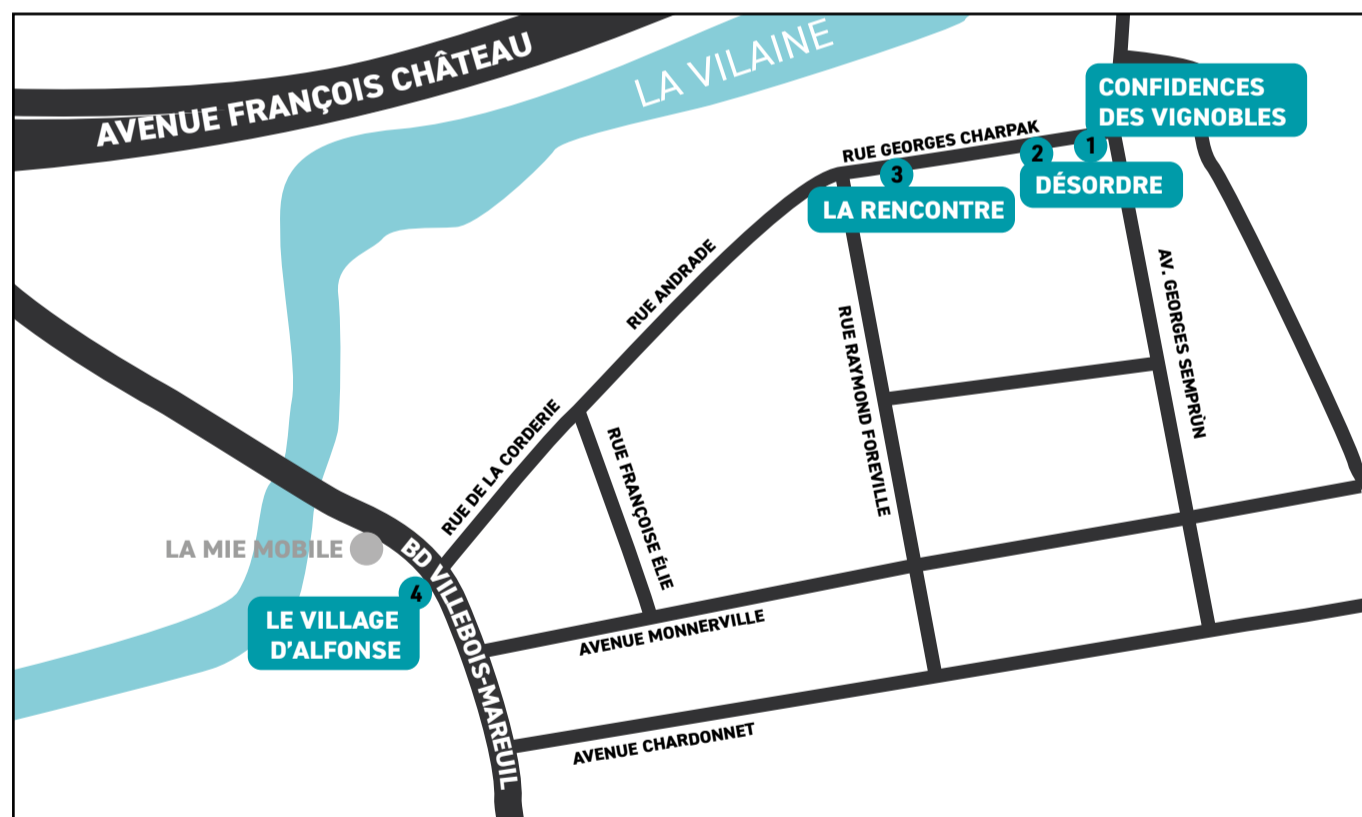 AVENUE FRANÇOIS CHÂTEAU
LA VILAINE
CONFIDENCES
DES VIGNOBLES
RUE GEORGES CHARPAK
1
2
DÉSORDRE
3
LA RENCONTRE
RUE ANDRADE
AV. GEORGES SEMPRÙN
RUE RAYMOND FOREVILLE
RUE DE LA CORDERIE
RUE FRANÇOISE ÉLIE
LA MIE MOBILE
BD VILLEBOIS-MAREUIL
4
LE VILLAGE
D'ALFONSE
AVENUE MONNERVILLE
AVENUE CHARDONNET